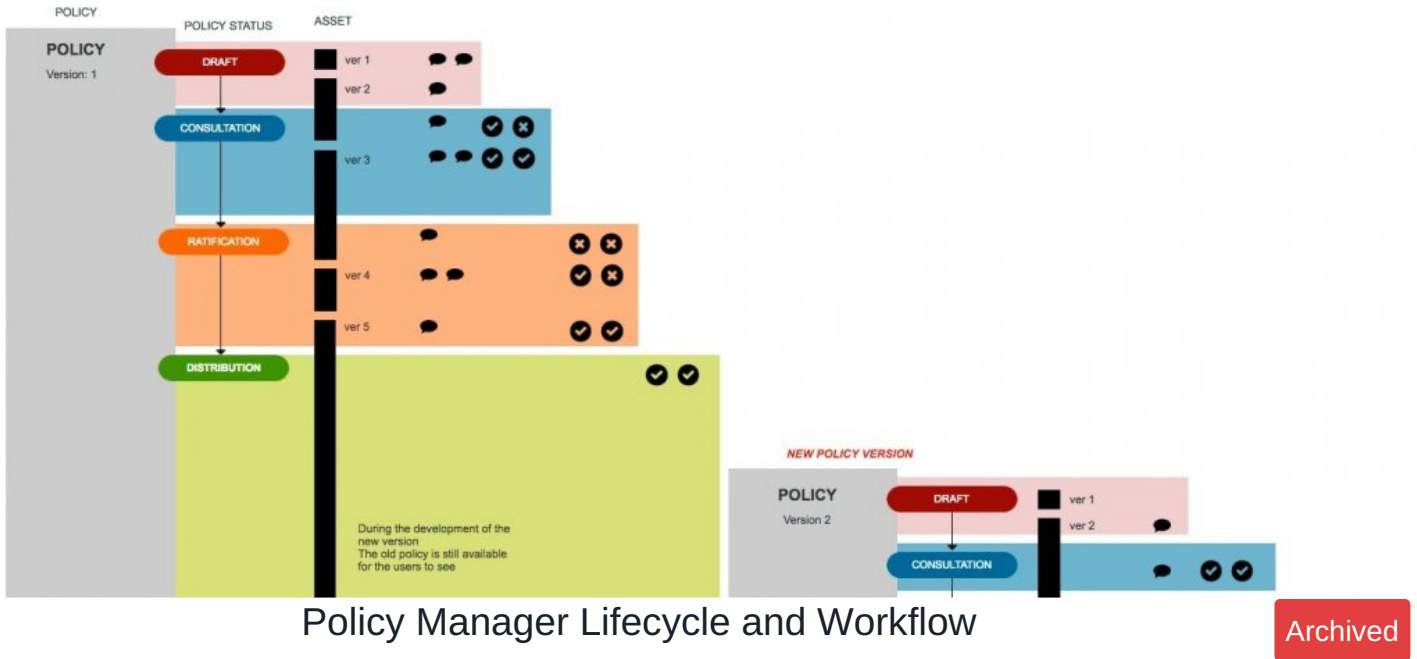 POLICY
POLICY STATUS
ASSET
POLICY
Version: 1
DRAFT
ver 1
ver 2
CONSULTATION
ver 3
RATIFICATION
ver 4
ver 5
DISTRIBUTION
During the development of the
new version
The old policy is still available
for the users to see
NEW POLICY VERSION
POLICY
Version 2
DRAFT
ver 1
ver 2
CONSULTATION
Policy Manager Lifecycle and Workflow
Archived